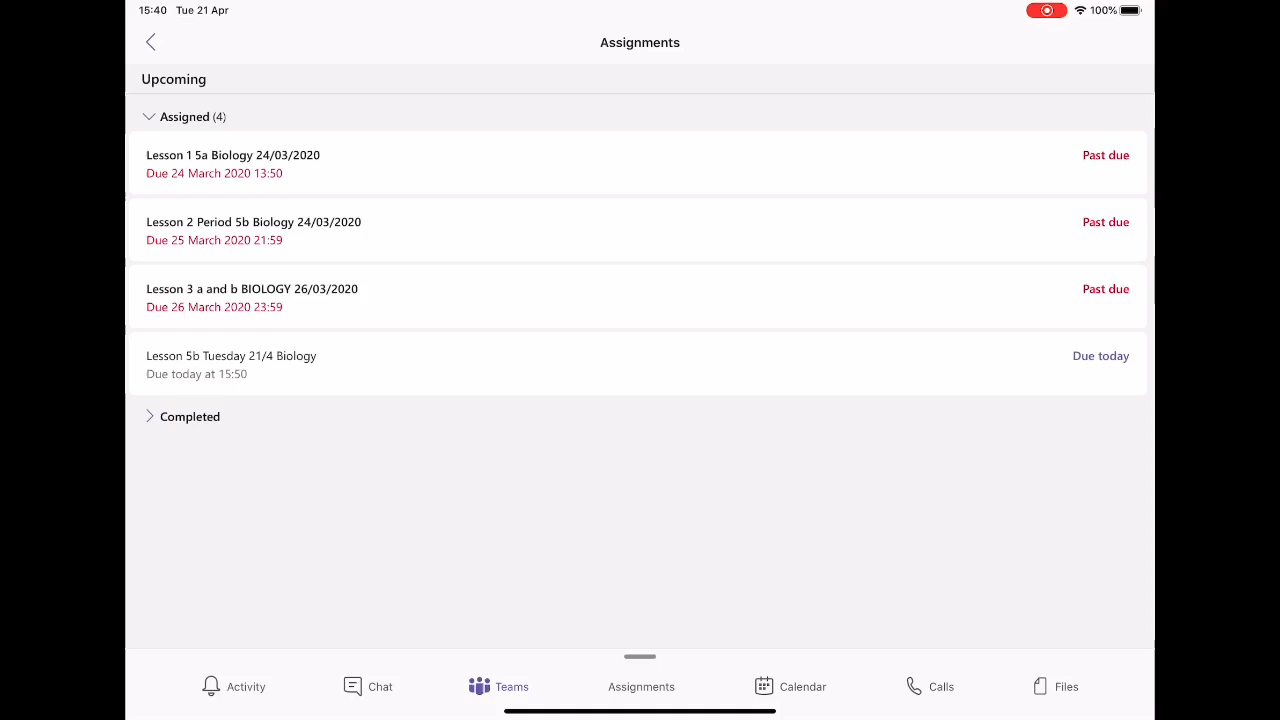 15:40 Tue 21 Apr 100%
Assignments
Upcoming
Assigned (4)
Lesson 1 5a Biology 24/03/2020 Past due
Due 24 March 2020 13:50
Lesson 2 Period 5b Biology 24/03/2020 Past due
Due 25 March 2020 21:59
Lesson 3 a and b BIOLOGY 26/03/2020 Past due
Due 26 March 2020 23:59
Lesson 5b Tuesday 21/4 Biology Due today
Due today at 15:50
Completed
Activity Chat Teams Assignments Calendar Calls Files